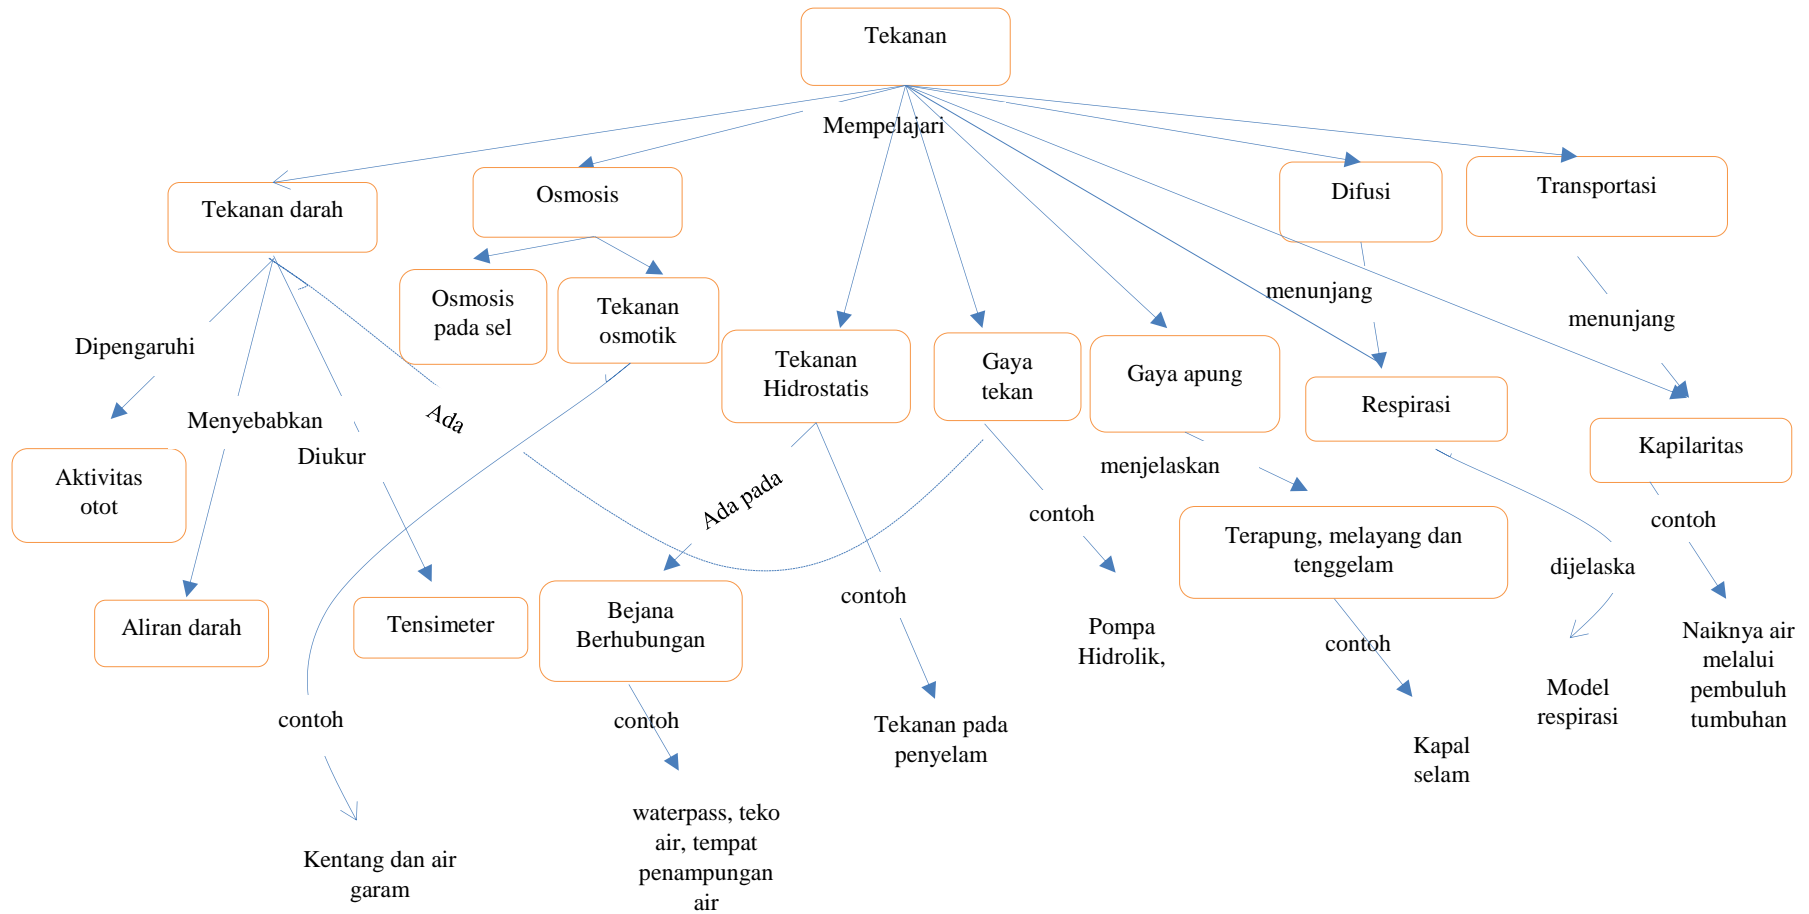 Tekanan
Mempelajari
Tekanan darah
Osmosis
Difusi
Transportasi
Osmosis
pada sel
Tekanan
osmotik
Tekanan
Hidrostatis
Gaya
tekan
Gaya apung
menunjang
Respirasi
menunjang
Kapilaritas
Dipengaruhi
Menyebabkan
Diukur
Ada
Ada pada
contoh
menjelaskan
contoh
Aktivitas
otot
Terapung, melayang dan
tenggelam
dijelaska
Aliran darah
Tensimeter
Bejana
Berhubungan
contoh
Pompa
Hidrolik,
contoh
Naiknya air
melalui
pembuluh
tumbuhan
Model
respirasi
contoh
contoh
Tekanan pada
penyelam
Kapal
selam
waterpass, teko
air, tempat
penampungan
air
Kentang dan air
garam